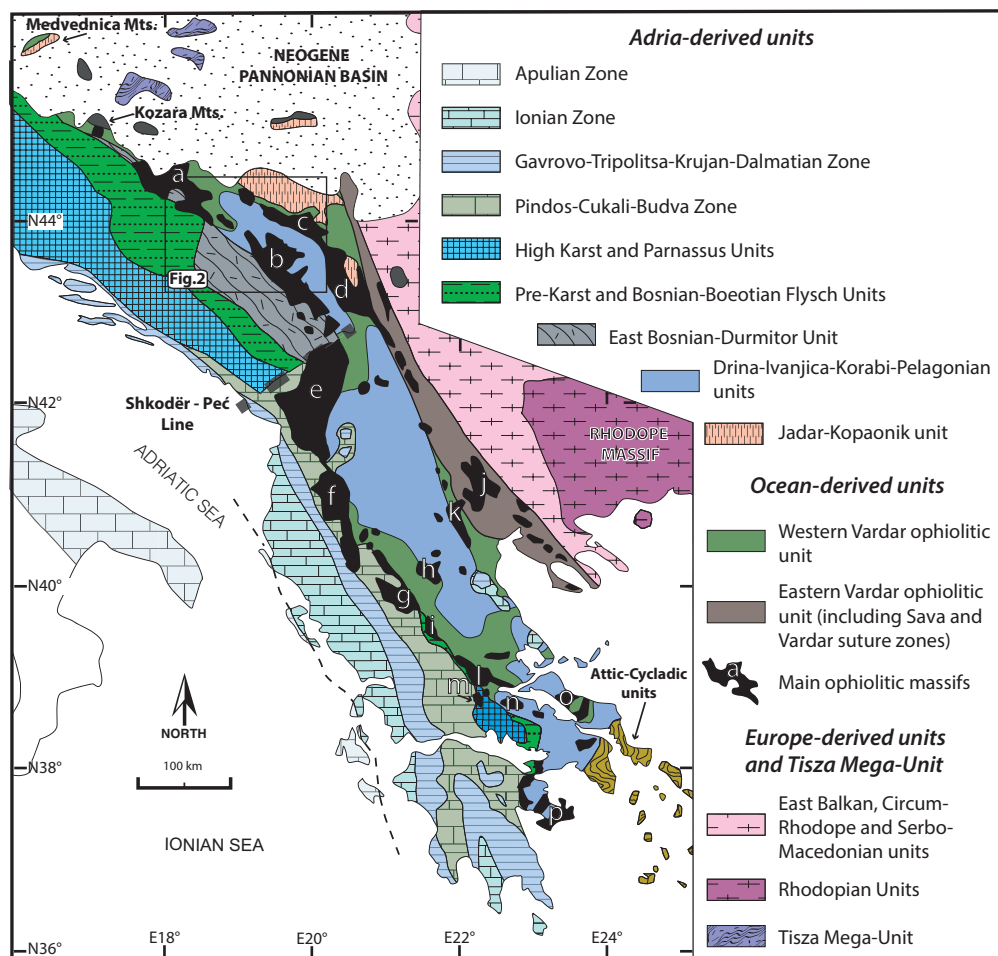 Medvednica Mts.
NEOGENE
PANNONIAN BASIN
Kozara Mts.
a
c
N44°
b
Fig.2
d
e
N42°
Shkodër - Peć
Line
RHODOPE
MASSIF
ADRIATIC SEA
f
j
k
h
N40°
g
i
l
Attic-Cycladic
units
m
n
o
NORTH
100 km
N38°
p
IONIAN SEA
N36°
E18°
E20°
E22°
E24°
Adria-derived units
Apulian Zone
Ionian Zone
Gavrovo-Tripolitsa-Krujan-Dalmatian Zone
Pindos-Cukali-Budva Zone
High Karst and Parnassus Units
Pre-Karst and Bosnian-Boeotian Flysch Units
East Bosnian-Durmitor Unit
Drina-Ivanjica-Korabi-Pelagonian
units
Jadar-Kopaonik unit
Ocean-derived units
Western Vardar ophiolitic
unit
Eastern Vardar ophiolitic
unit (including Sava and
Vardar suture zones)
a
Main ophiolitic massifs
Europe-derived units
and Tisza Mega-Unit
East Balkan, Circum-
Rhodope and Serbo-
Macedonian units
Rhodopian Units
Tisza Mega-Unit